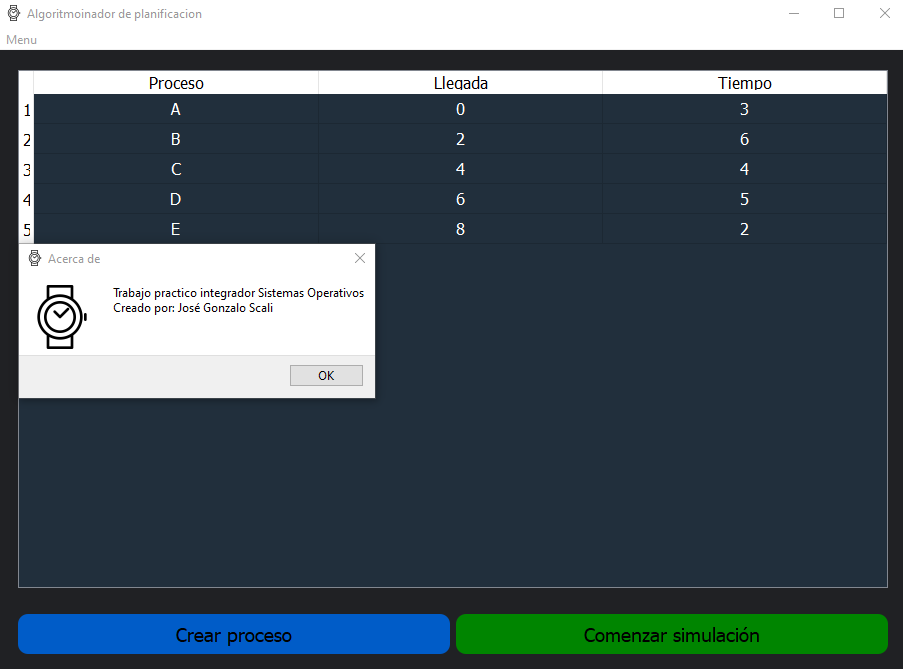 Algoritmoinador de planificacion
Menu
Proceso Llegada Tiempo
1 A 0 3
2 B 2 6
3 C 4 4
4 D 6 5
5 E 8 2
Acerca de
Trabajo practico integrador Sistemas Operativos
Creado por: José Gonzalo Scali
OK
Crear proceso Comenzar simulación